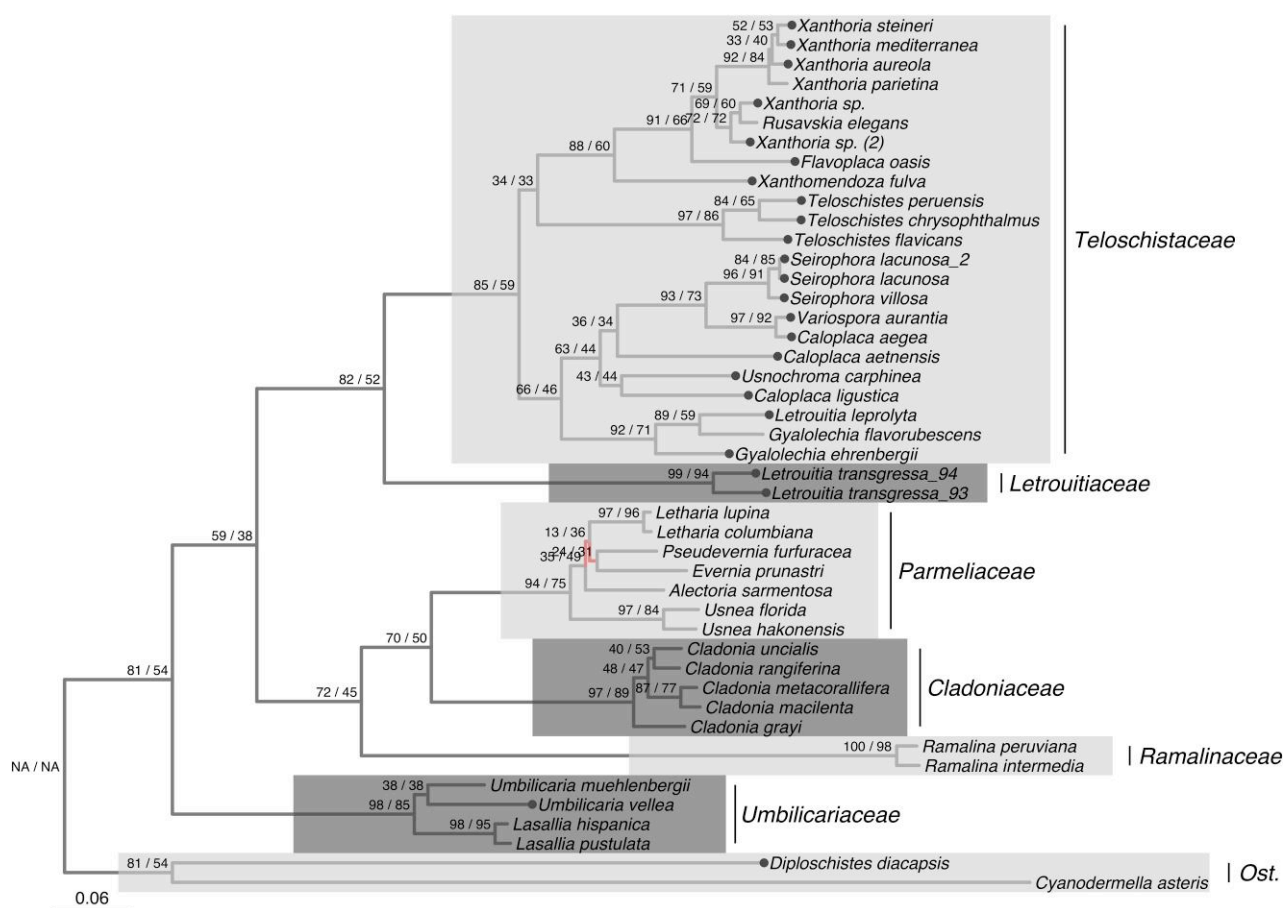 52 / 53
Xanthoria steineri
33 / 40
Xanthoria mediterranea
92 / 84
Xanthoria aureola
Xanthoria parietina
71 / 59
69 / 60
Xanthoria sp.
91 / 66
72 / 72
Rusavskia elegans
Xanthoria sp. (2)
88 / 60
Flavoplaca oasis
34 / 33
Xanthomendoza fulva
84 / 65
Teloschistes peruensis
97 / 86
Teloschistes chrysophthalmus
Teloschistes flavicans
Teloschistaceae
84 / 85
Seirophora lacunosa_2
96 / 91
Seirophora lacunosa
85 / 59
93 / 73
Seirophora villosa
97 / 92
Variospora aurantia
36 / 34
Caloplaca aegea
63 / 44
Caloplaca aetnensis
43 / 44
Usnochroma carphinea
82 / 52
66 / 46
Caloplaca ligustica
89 / 59
Letrouitia leprolyta
92 / 71
Gyalolechia flavorubescens
Gyalolechia ehrenbergii
99 / 94
Letrouitia transgressa_94
Letrouitia transgressa_93
Letrouitiaceae
97 / 96
Letharia lupina
13 / 36
Letharia columbiana
59 / 38
24 / 31
35 / 49
Pseudevernia furfuracea
Evernia prunastri
Parmeliaceae
94 / 75
Alectoria sarmentosa
97 / 84
Usnea florida
Usnea hakonensis
70 / 50
40 / 53
Cladonia uncialis
48 / 47
Cladonia rangiferina
81 / 54
72 / 45
97 / 89
87 / 77
Cladonia metacorallifera
Cladonia macilenta
Cladoniaceae
Cladonia grayi
100 / 98
Ramalina peruviana
Ramalina intermedia
Ramalinaceae
NA / NA
38 / 38
Umbilicaria muehlenbergii
98 / 85
Umbilicaria vellea
98 / 95
Lasallia hispanica
Lasallia pustulata
Umbilicariaceae
81 / 54
Diploschistes diacapsis
Cyanodermella asteris
Ost.
0.06